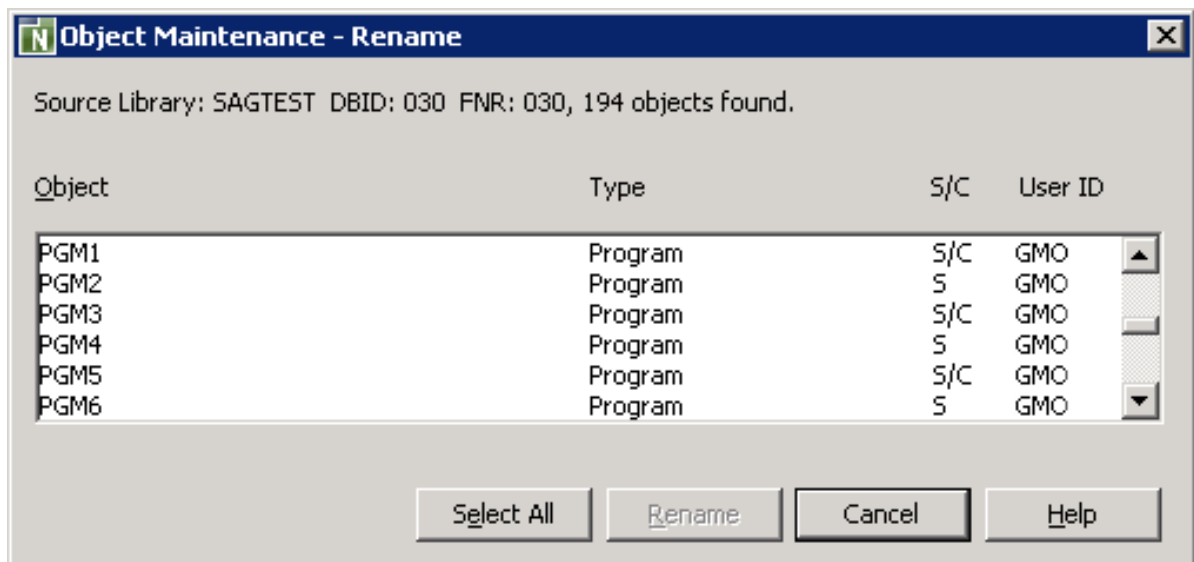 N Object Maintenance - Rename
Source Library: SAGTEST DBID: 030 FNR: 030, 194 objects found.
Object Type S/C User ID
PGM1 Program S/C GMO
PGM2 Program S GMO
PGM3 Program S/C GMO
PGM4 Program S GMO
PGM5 Program S/C GMO
PGM6 Program S GMO
Select All Rename Cancel Help